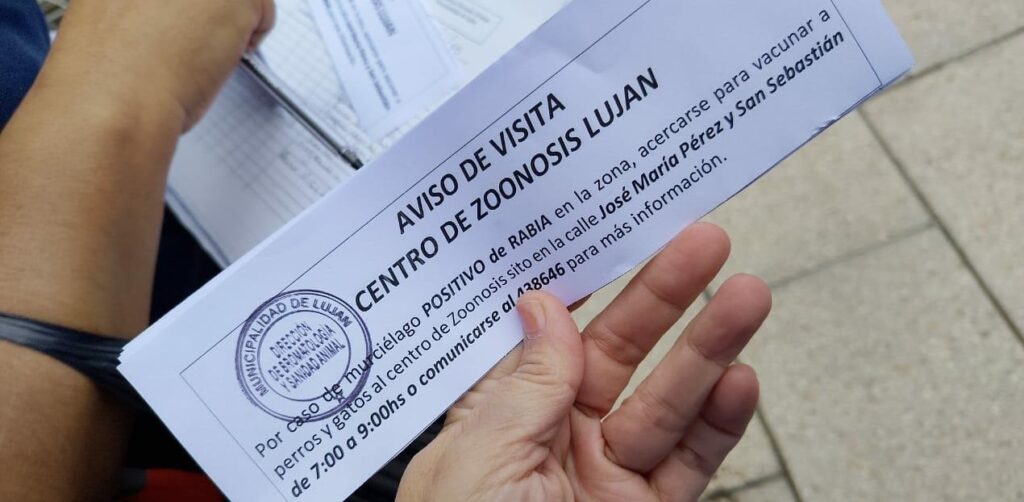 AVISO DE VISITA
CENTRO DE ZOONOSIS LUJAN
Por caso de murciélago POSITIVO de RABIA en la zona, acercarse para vacunar a
perros y gatos al centro de Zoonosis sito en la calle José María Pérez y San Sebastián
de 7:00 a 9:00hs o comunicarse al 438646 para más información.
MUNICIPALIDAD DE LUJAN
DIRECCIÓN
DE BROMATOLOGÍA
Y SANIDAD ANIMAL